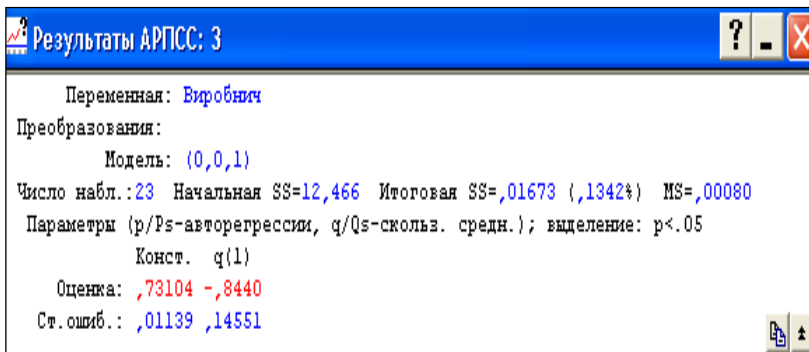 Результаты АРПСС: 3
Переменная: Виробнич
Преобразования:
Модель: (0,0,1)
Число набл.:23 Начальная SS=12,466 Итоговая SS=,01673 (,1342%) MS=,00080
Параметры (p/Ps-авторегрессии, q/Qs-скольз. средн.); выделение: p<.05
Конст. q(1)
Оценка: ,73104 -,8440
Ст.ошиб.: ,01139 ,14551